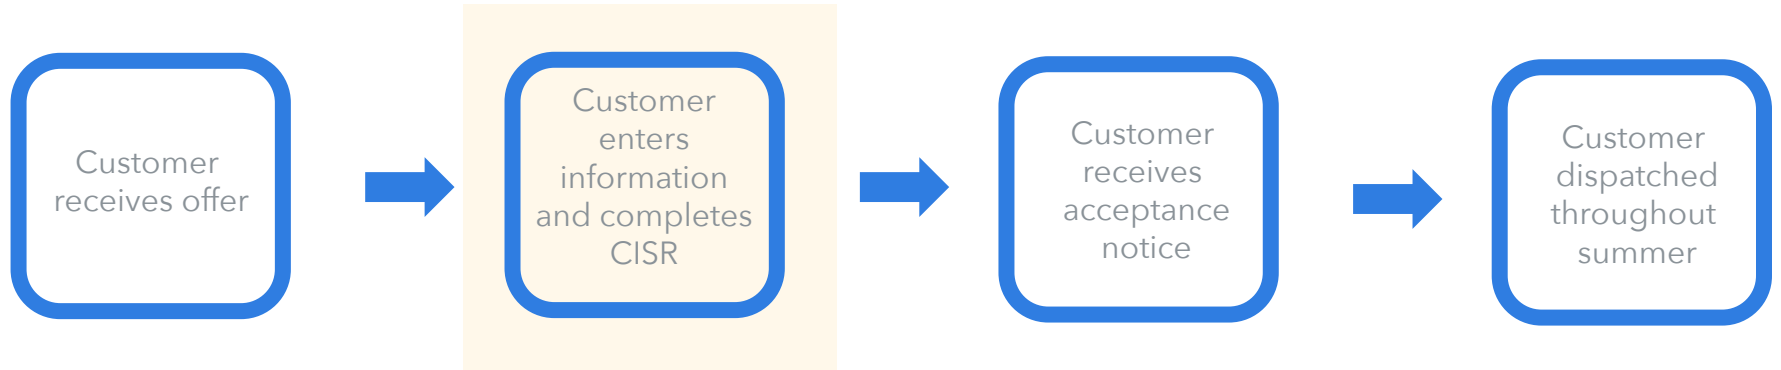 Customer
receives offer
Customer
enters
information
and completes
CISR
Customer
receives
acceptance
notice
Customer
dispatched
throughout
summer